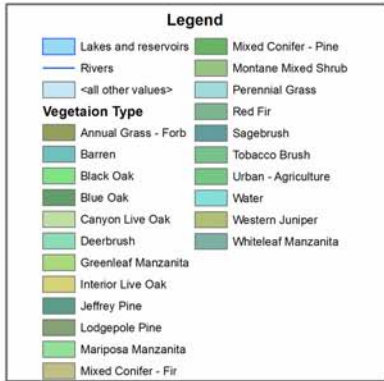 Legend
Lakes and reservoirs
Rivers
<all other values>
Vegetaion Type
Annual Grass - Forb
Barren
Black Oak
Blue Oak
Canyon Live Oak
Deerbrush
Greenleaf Manzanita
Interior Live Oak
Jeffrey Pine
Lodgepole Pine
Mariposa Manzanita
Mixed Conifer - Fir
Mixed Conifer - Pine
Montane Mixed Shrub
Perennial Grass
Red Fir
Sagebrush
Tobacco Brush
Urban - Agriculture
Water
Western Juniper
Whiteleaf Manzanita